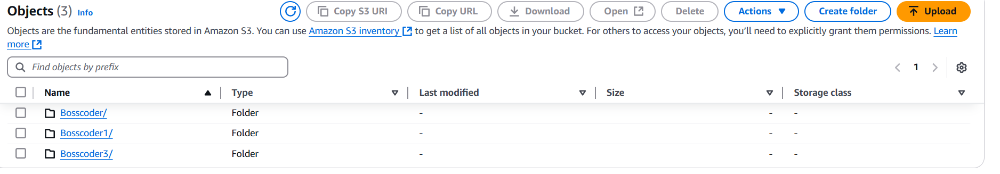 Objects (3) Info Copy S3 URI Copy URL Download Open Delete Actions Create folder Upload
Objects are the fundamental entities stored in Amazon S3. You can use Amazon S3 inventory to get a list of all objects in your bucket. For others to access your objects, you’ll need to explicitly grant them permissions. Learn
more
Find objects by prefix 1
Name Type Last modified Size Storage class
Bosscoder/ Folder - - -
Bosscoder1/ Folder - - -
Bosscoder3/ Folder - - -